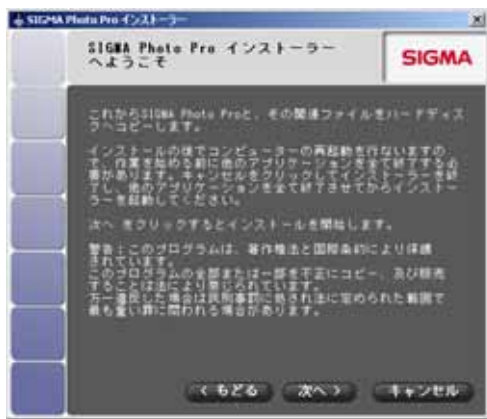 SIGMA Photo Pro インストーラー
SIGMA Photo Pro インストーラー
へようこそ
SIGMA
これからSIGMA Photo Proと、その関連ファイルをハードディス
クへコピーします。
インストールの後でコンピューターの再起動を行ないますの
で、作業を始める前に他のアプリケーションを全て終了する必
要があります。キャンセルをクリックしてインストーラーを終
了し、他のアプリケーションを全て終了させてからインストー
ラーを起動してください。
次へ をクリックするとインストールを開始します。
警告：このプログラムは、著作権法と国際条約により保護
されています。
このプログラムの全部または一部を不正にコピー、及び頒布
することは法により禁じられています。
万一違反した場合は民刑事罰に処され法に定められた範囲で
最も重い罪に問われる場合があります。
< もどる
次へ >
キャンセル